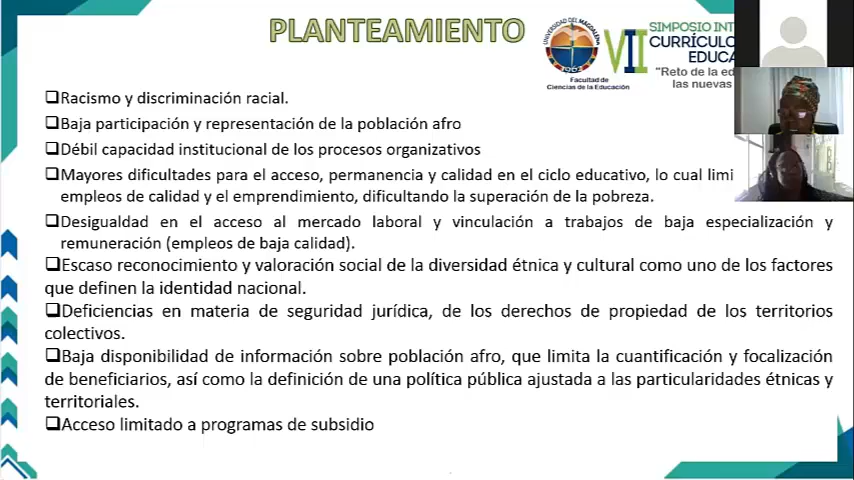 PLANTEAMIENTO
UNIVERSIDAD DEL MAGDALENA
1962
Facultad de
Ciencias de la Educación
VII
SIMPOSIO INT
CURRÍCULO
EDUCA
"Reto de la ed
las nuevas
❑Racismo y discriminación racial.
❑Baja participación y representación de la población afro
❑Débil capacidad institucional de los procesos organizativos
❑Mayores dificultades para el acceso, permanencia y calidad en el ciclo educativo, lo cual limi
empleos de calidad y el emprendimiento, dificultando la superación de la pobreza.
❑Desigualdad en el acceso al mercado laboral y vinculación a trabajos de baja especialización y
remuneración (empleos de baja calidad).
❑Escaso reconocimiento y valoración social de la diversidad étnica y cultural como uno de los factores
que definen la identidad nacional.
❑Deficiencias en materia de seguridad jurídica, de los derechos de propiedad de los territorios
colectivos.
❑Baja disponibilidad de información sobre población afro, que limita la cuantificación y focalización
de beneficiarios, así como la definición de una política pública ajustada a las particularidades étnicas y
territoriales.
❑Acceso limitado a programas de subsidio